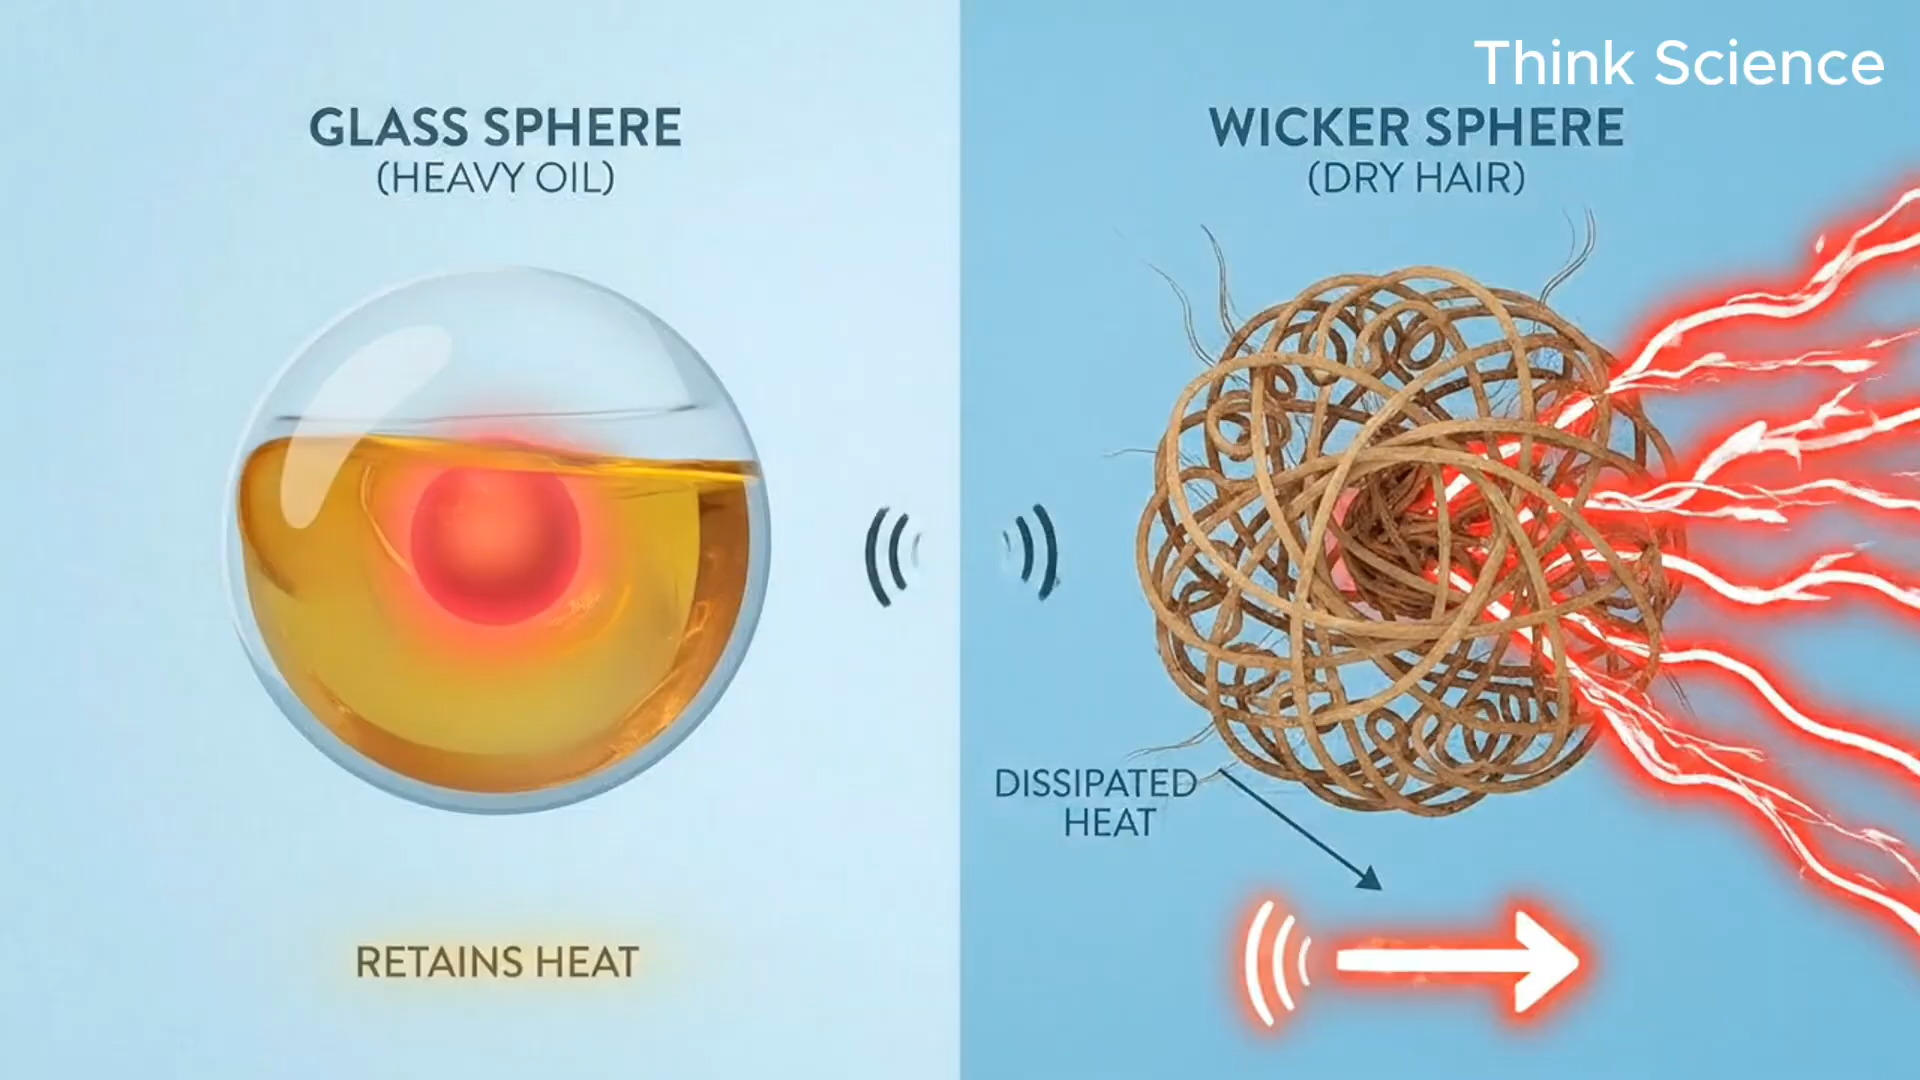 Think Science
GLASS SPHERE
(HEAVY OIL)
WICKER SPHERE
(DRY HAIR)
DISSIPATED
HEAT
RETAINS HEAT